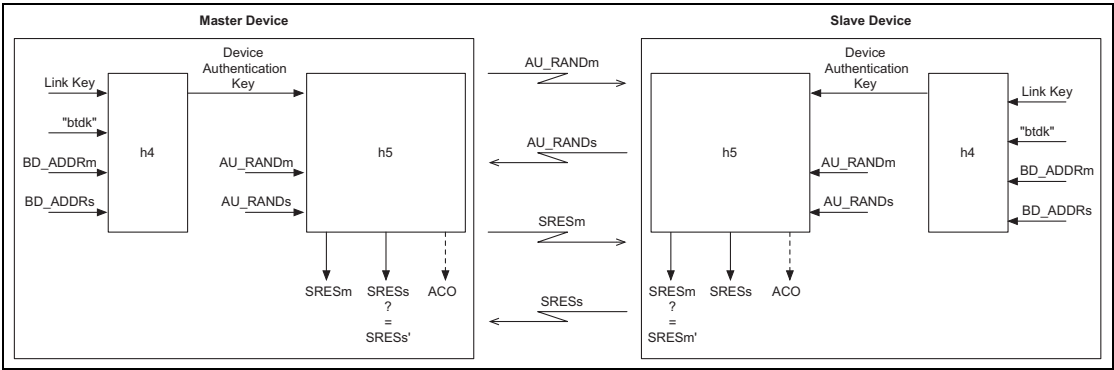 Master Device
Device
Authentication
Key
Link Key
"btdk"
BD_ADDRm
BD_ADDRs
h4
AU_RANDm
AU_RANDs
h5
SRESm
SRESs
?
=
SRESs'
ACO
AU_RANDm
AU_RANDs
SRESm
SRESs
Slave Device
Device
Authentication
Key
h5
AU_RANDm
AU_RANDs
h4
Link Key
"btdk"
BD_ADDRm
BD_ADDRs
SRESm
?
=
SRESm'
SRESs
ACO